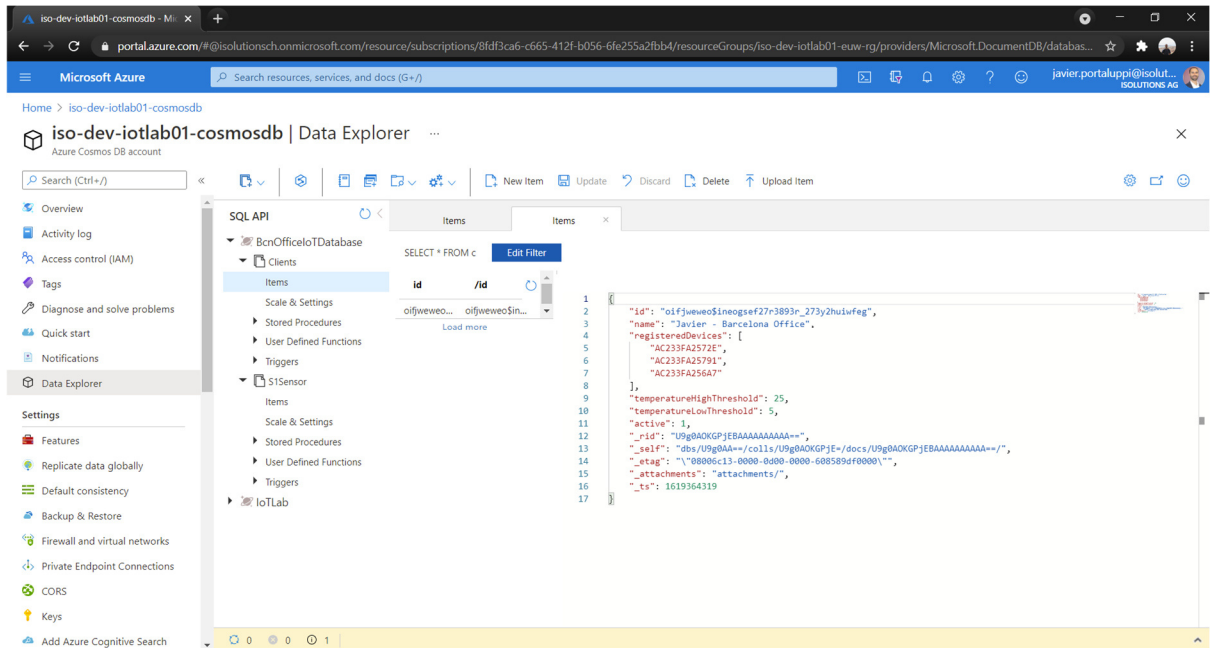 iso-dev-iotlab01-cosmosdb - Mic
portal.azure.com/#@isolutionsch.onmicrosoft.com/resource/subscriptions/8fdf3ca6-c665-412f-b056-6fe255a2fbb4/resourceGroups/iso-dev-iotlab01-euw-rg/providers/Microsoft.DocumentDB/databas...
Microsoft Azure
Search resources, services, and docs (G+/)
javier.portaluppi@isolut...
ISOLUTIONS AG
Home > iso-dev-iotlab01-cosmosdb
iso-dev-iotlab01-cosmosdb | Data Explorer ...
Azure Cosmos DB account
Search (Ctrl+/)
New Item Update Discard Delete Upload Item
Overview
Activity log
Access control (IAM)
Tags
Diagnose and solve problems
Quick start
Notifications
Data Explorer
Settings
Features
Replicate data globally
Default consistency
Backup & Restore
Firewall and virtual networks
Private Endpoint Connections
CORS
Keys
Add Azure Cognitive Search
SQL API
BcnOfficeIoTDatabase
Clients
Items
Scale & Settings
Stored Procedures
User Defined Functions
Triggers
S1Sensor
Items
Scale & Settings
Stored Procedures
User Defined Functions
Triggers
IoTLab
Items Items
SELECT * FROM c Edit Filter
id /id
oifjweweo... oifjweweo$in...
Load more
1 {
2 "id": "oifjweweo$ineogsef27r3893r_273y2huiwfeg",
3 "name": "Javier - Barcelona Office",
4 "registeredDevices": [
5 "AC233FA2572E",
6 "AC233FA25791",
7 "AC233FA256A7"
8 ],
9 "temperatureHighThreshold": 25,
10 "temperatureLowThreshold": 5,
11 "active": 1,
12 "_rid": "U9g0AOKGPjEBAAAAAAAAAA==",
13 "_self": "dbs/U9g0AA==/colls/U9g0AOKGPjE=/docs/U9g0AOKGPjEBAAAAAAAAAA==/",
14 "_etag": "\"08006c13-0000-0d00-0000-608589df0000\"",
15 "_attachments": "attachments/",
16 "_ts": 1619364319
17 }
0 0 1